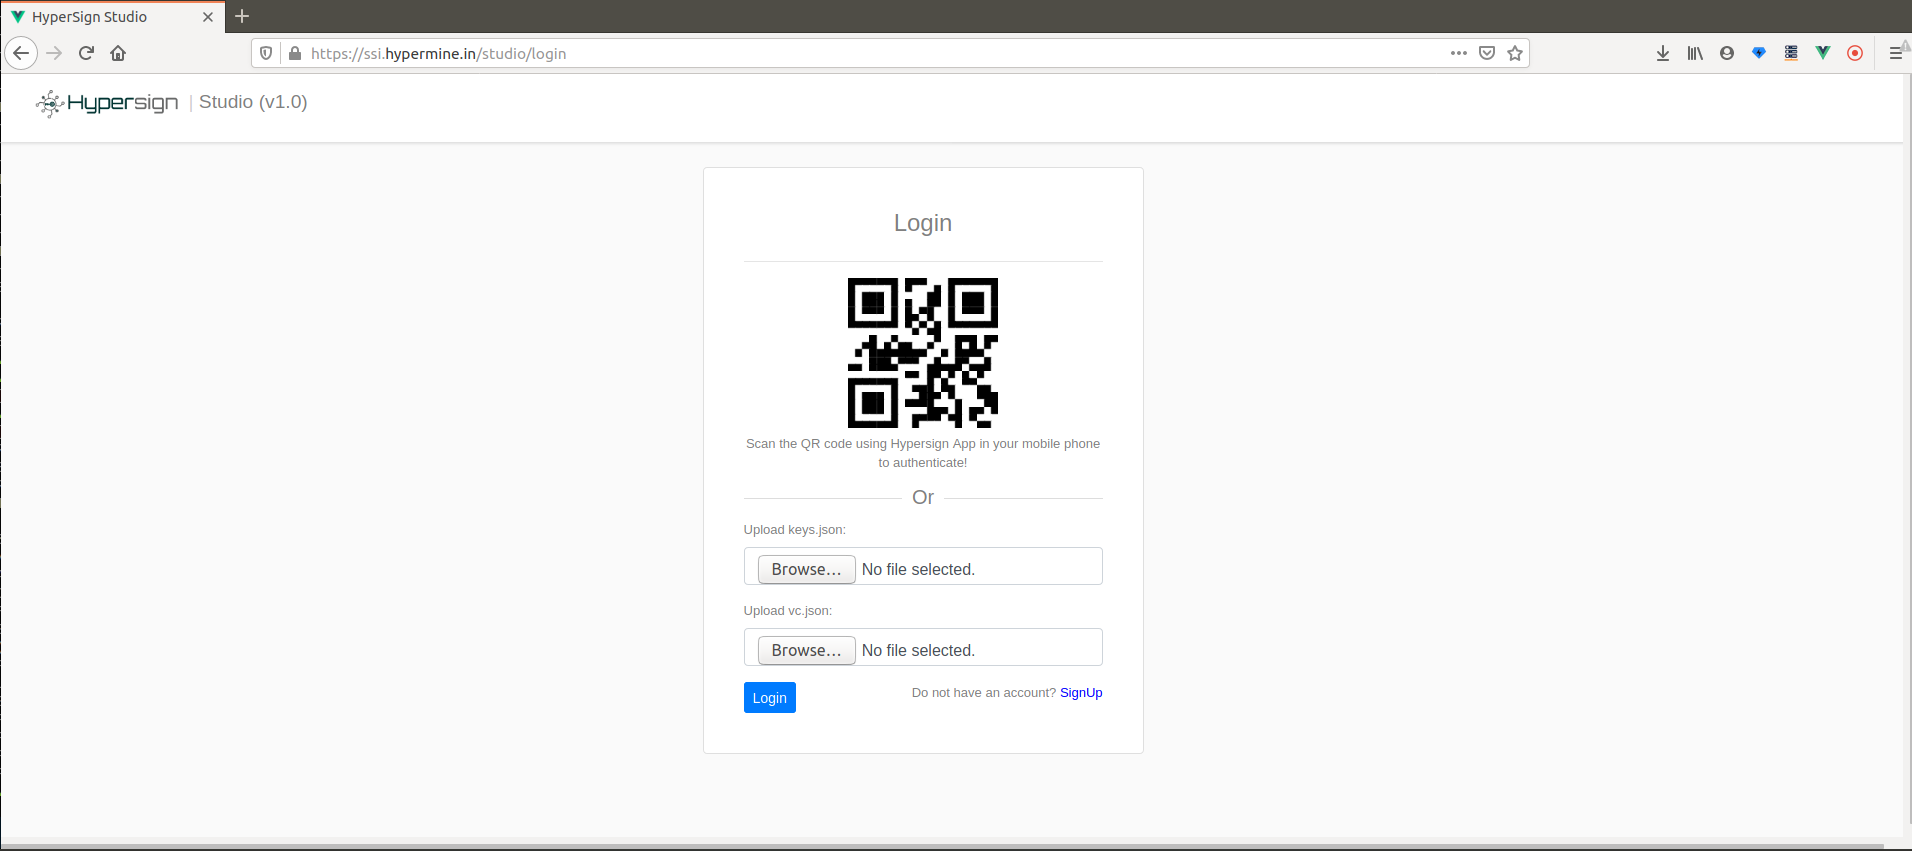 HyperSign Studio
https://ssi.hypermine.in/studio/login
Hypersign | Studio (v1.0)
Login
Scan the QR code using Hypersign App in your mobile phone
to authenticate!
Or
Upload keys.json:
Browse... No file selected.
Upload vc.json:
Browse... No file selected.
Login Do not have an account? SignUp